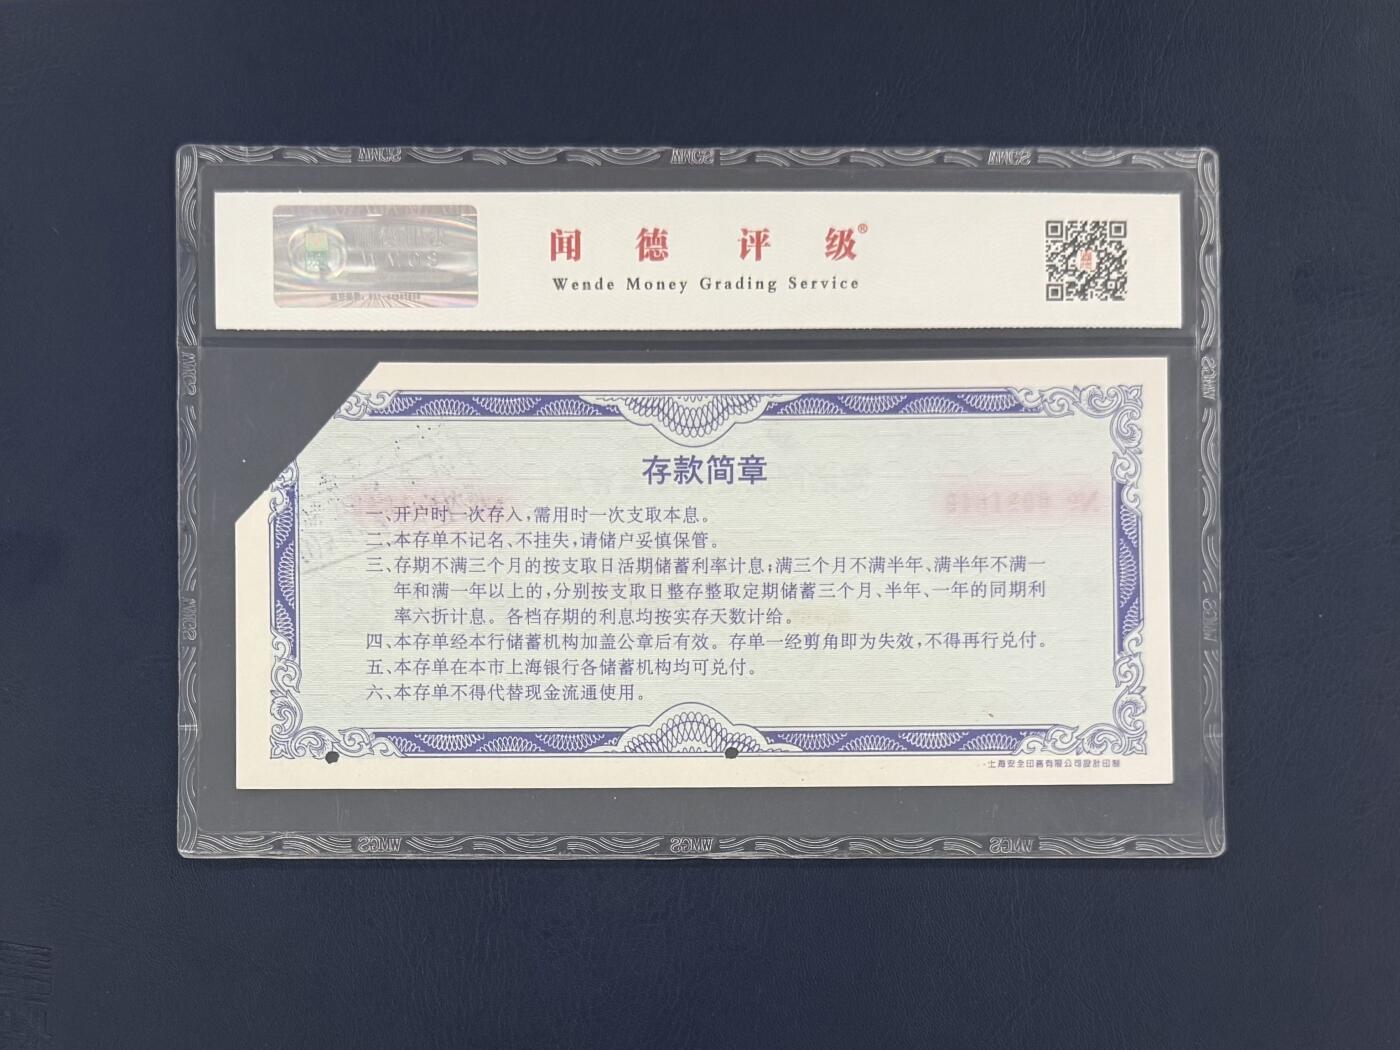 闻德评级®
Wende Money Grading Service
存款简章
一、开户时一次存入,需用时一次支取本息。
二、本存单不记名、不挂失,请储户妥慎保管。
三、存期不满三个月的按支取日活期储蓄利率计息;满三个月不满半年、满半年不满一
年和满一年以上的,分别按支取日整存整取定期储蓄三个月、半年、一年的同期利
率六折计息。各档存期的利息均按实存天数计给。
四、本存单经本行储蓄机构加盖公章后有效。存单一经剪角即为失效,不得再行兑付。
五、本存单在本市上海银行各储蓄机构均可兑付。
六、本存单不得代替现金流通使用。
上海安全印务有限公司設計印制
WMGS